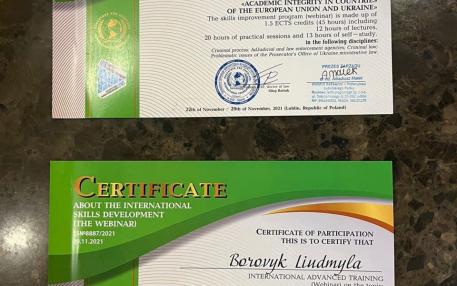 «ACADEMIC INTEGRITY IN COUNTRIES
OF THE EUROPEAN UNION AND UKRAINE»
The skills improvement program (webinar) is made up of
1.5 ECTS credits (45 hours) including
12 hours of lectures,
20 hours of practical sessions and 13 hours of self – study,
in the following disciplines:
Criminal process; Judicial and law enforcement agencies, Criminal law;
Problematic issues of the Prosecutor's Office of Ukraine
PREZES ZARZĄDU
22th of November – 29th of November, 2021 (Lublin, Republic of Poland)
CERTIFICATE
ABOUT THE INTERNATIONAL
SKILLS DEVELOPMENT
(THE WEBINAR)
8887/2021
29.11.2021
CERTIFICATE OF PARTICIPATION
THIS IS TO CERTIFY THAT
Borovyk Liudmyla
INTERNATIONAL ADVANCED TRAINING
(Webinar) on the topic